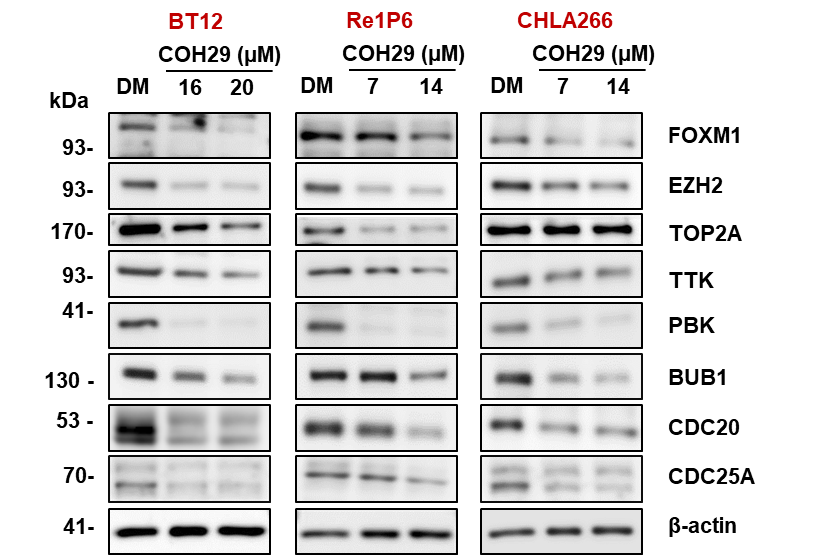 BT12 Re1P6 CHLA266
COH29 (μM) COH29 (μM) COH29 (μM)
DM 16 20 DM 7 14 DM 7 14
kDa
93- FOXM1
93- EZH2
170- TOP2A
93- TTK
41- PBK
130 - BUB1
53 - CDC20
70- CDC25A
41- β-actin